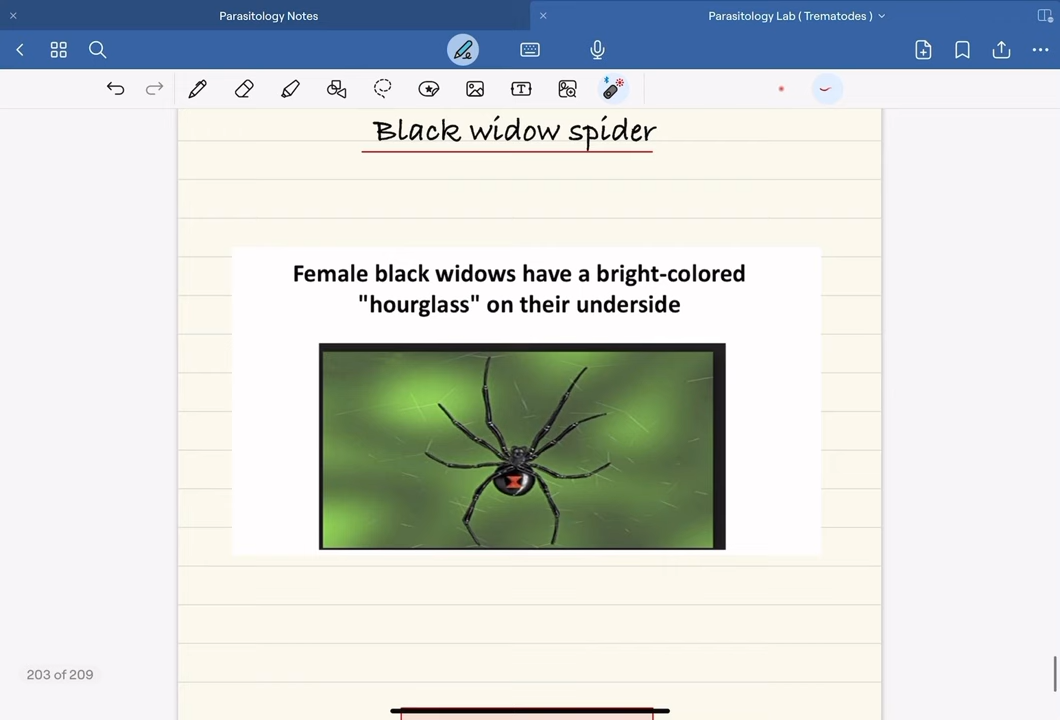 Parasitology Notes
Parasitology Lab ( Trematodes )
Black widow spider
Female black widows have a bright-colored
"hourglass" on their underside
203 of 209